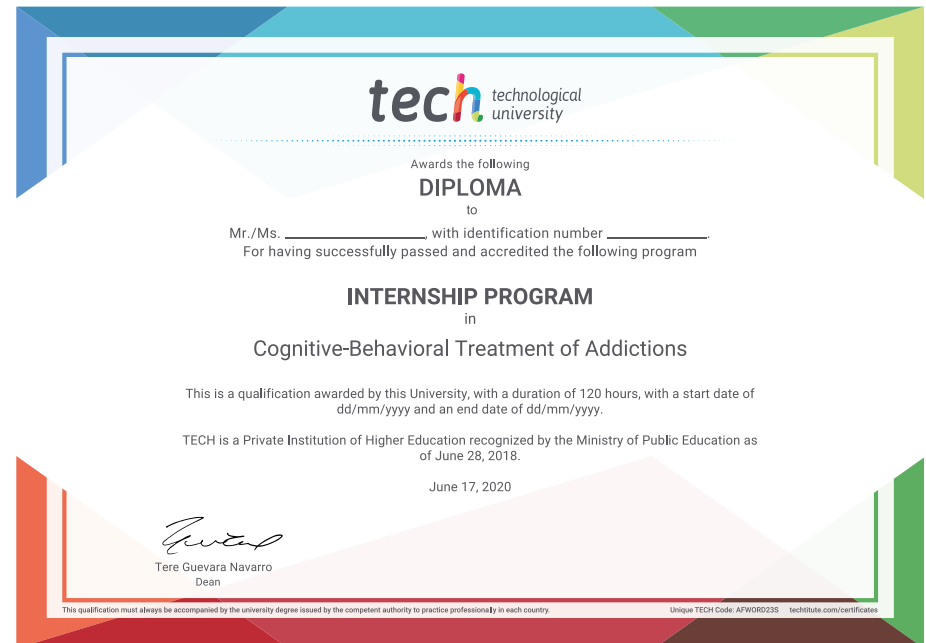 tech technological
university
Awards the following
DIPLOMA
to
Mr./Ms. ____________________, with identification number ______________.
For having successfully passed and accredited the following program
INTERNSHIP PROGRAM
in
Cognitive-Behavioral Treatment of Addictions
This is a qualification awarded by this University, with a duration of 120 hours, with a start date of
dd/mm/yyyy and an end date of dd/mm/yyyy.
TECH is a Private Institution of Higher Education recognized by the Ministry of Public Education as
of June 28, 2018.
June 17, 2020
Tere Guevara Navarro
Dean
This qualification must always be accompanied by the university degree issued by the competent authority to practice professionally in each country.
Unique TECH Code: AFWORD23S techtitute.com/certificates